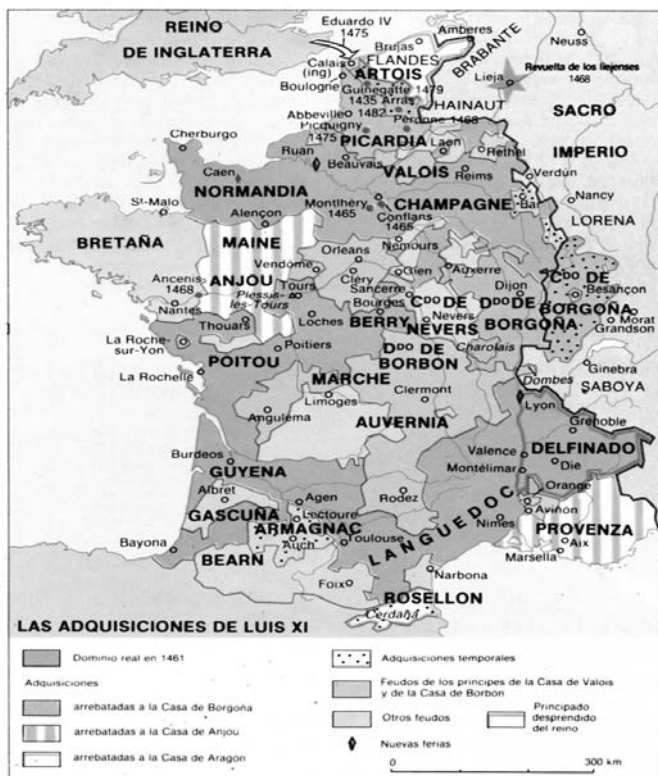 REINO
DE INGLATERRA
Eduardo IV
1475
Amberes
Brujas
FLANDES
BRABANTE
Neuss
Calais
(ing)
Boulogne
ARTOIS
Guinegatte 1479
1435 Arras
1482
Lieja
Revuelta de los liejenses
1468
HAINAUT
SACRO
IMPERIO
Abbeville
Picquigny
1475
Peronne 1468
PICARDIA
Cherburgo
Ruan
Beauvais
Laon
Rethel
Caen
VALOIS
Reims
Verdun
NORMANDIA
Montlhéry
1465
CHAMPAGNE
Conflans
1465
Bar
Nancy
LORENA
St-Malo
Alençon
BRETAÑA
MAINE
Orleans
Nemours
Vendôme
Cléry
Gien
Auxerre
ANJOU
Ancenis
1468
Tours
Plessis-
les-Tours
Sancerre
Bourges
Dijon
CDO DE
BORGOÑA
Besançon
Nantes
Thouars
Loches
BERRY
CDO DE
NEVERS
Nevers
DDO DE
BORGOÑA
Morat
Grandson
La Roche-
sur-Yon
Poitiers
Charolais
POITOU
DDO DE
BORBON
Dombes
Ginebra
SABOYA
La Rochelle
MARCHE
Limoges
Clermont
Lyon
Angulema
AUVERNIA
Grenoble
DELFINADO
Burdeos
Valence
Die
Montélimar
GUYENA
Albret
Agen
Rodez
Orange
GASCUÑA
Lectoure
ARMAGNAC
Auch
Toulouse
LANGUEDOC
Nimes
Aviñon
PROVENZA
Aix
Marsella
Bayona
BEARN
Foix
Narbona
ROSELLON
Cerdaña
LAS ADQUISICIONES DE LUIS XI
Dominio real en 1461
Adquisiciones
arrebatadas a la Casa de Borgoña
arrebatadas a la Casa de Anjou
arrebatadas a la Casa de Aragón
Adquisiciones temporales
Feudos de los principes de la Casa de Valois
y de la Casa de Borbon
Otros feudos
Principado
desprendido
del reino
Nuevas ferias
0
300 km